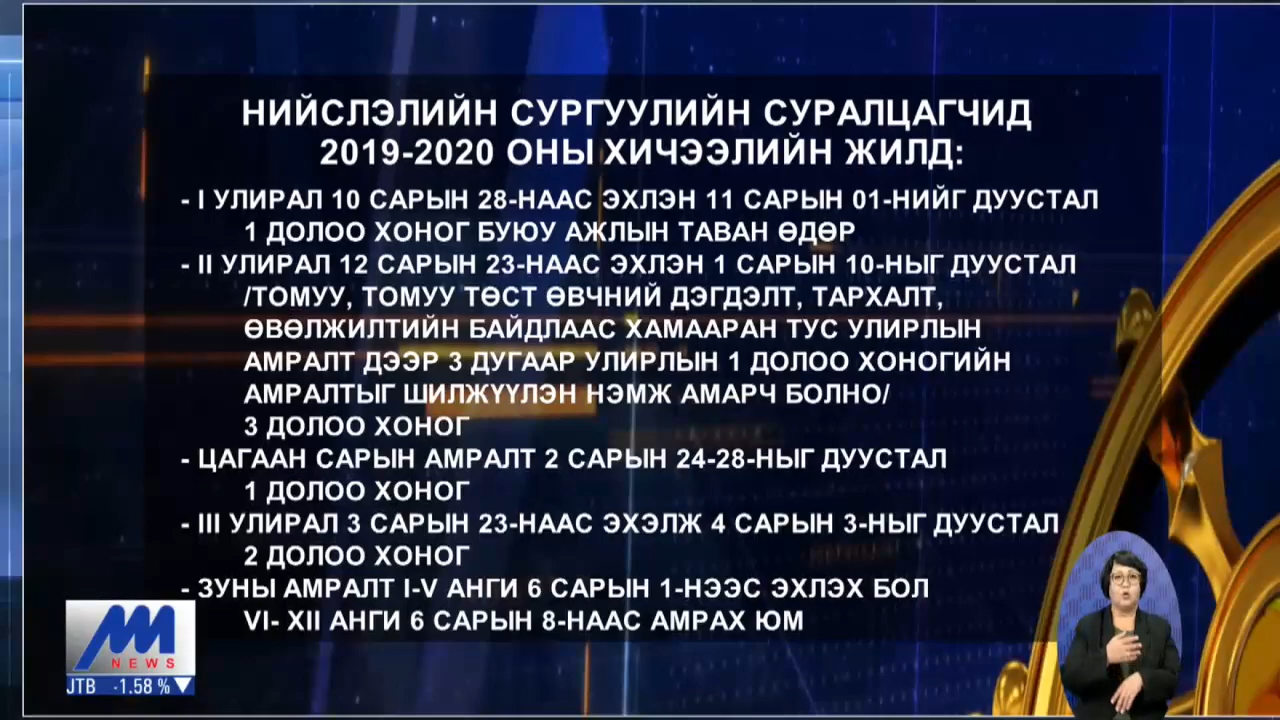 НИЙСЛЭЛИЙН СУРГУУЛИЙН СУРАЛЦАГЧИД
2019-2020 ОНЫ ХИЧЭЭЛИЙН ЖИЛД:
- I УЛИРАЛ 10 САРЫН 28-НААС ЭХЛЭН 11 САРЫН 01-НИЙГ ДУУСТАЛ
1 ДОЛОО ХОНОГ БУЮУ АЖЛЫН ТАВАН ӨДӨР
- II УЛИРАЛ 12 САРЫН 23-НААС ЭХЛЭН 1 САРЫН 10-НЫГ ДУУСТАЛ
/ТОМУУ, ТОМУУ ТӨСТ ӨВЧНИЙ ДЭГДЭЛТ, ТАРХАЛТ,
ӨВӨЛЖИЛТИЙН БАЙДЛААС ХАМААРАН ТУС УЛИРЛЫН
АМРАЛТ ДЭЭР 3 ДУГААР УЛИРЛЫН 1 ДОЛОО ХОНОГИЙН
АМРАЛТЫГ ШИЛЖҮҮЛЭН НЭМЖ АМАРЧ БОЛНО/
3 ДОЛОО ХОНОГ
- ЦАГААН САРЫН АМРАЛТ 2 САРЫН 24-28-НЫГ ДУУСТАЛ
1 ДОЛОО ХОНОГ
- III УЛИРАЛ 3 САРЫН 23-НААС ЭХЭЛЖ 4 САРЫН 3-НЫГ ДУУСТАЛ
2 ДОЛОО ХОНОГ
- ЗУНЫ АМРАЛТ I-V АНГИ 6 САРЫН 1-НЭЭС ЭХЛЭХ БОЛ
VI- XII АНГИ 6 САРЫН 8-НААС АМРАХ ЮМ
M NEWS
JTB -1.58 %